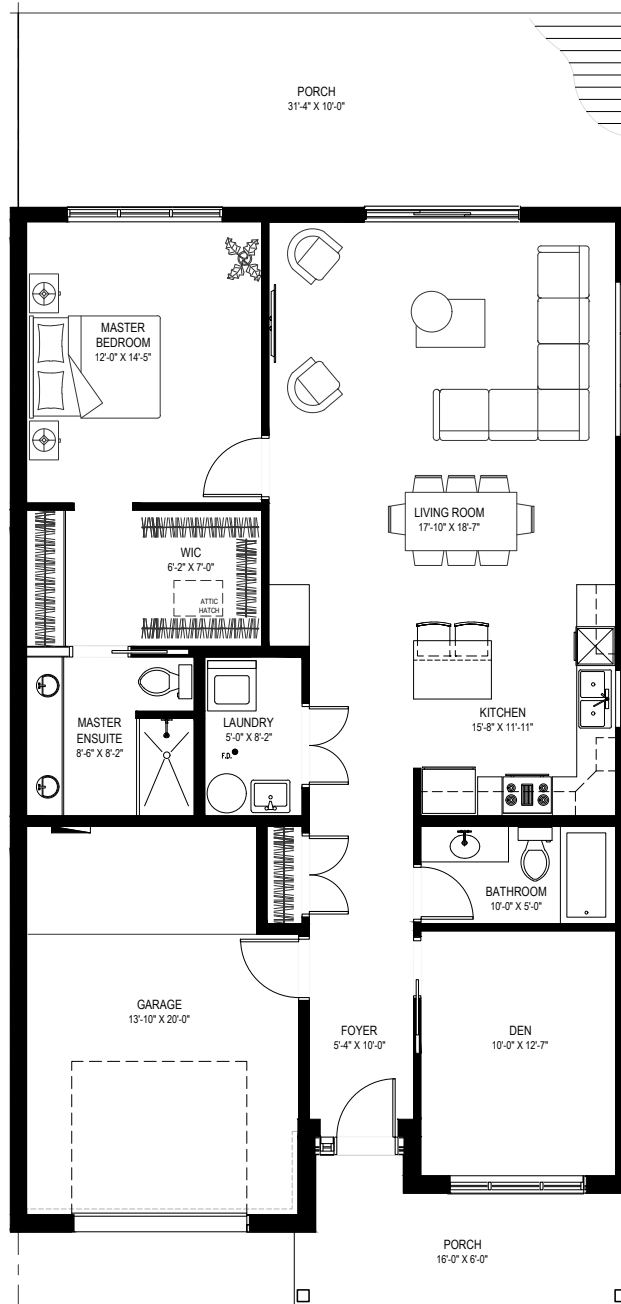 PORCH
31'-4" X 10'-0"
MASTER
BEDROOM
12'-0" X 14'-5"
LIVING ROOM
17'-10" X 18'-7"
WIC
6'-2" X 7'-0"
ATTIC
HATCH
KITCHEN
15'-8" X 11'-11"
MASTER
ENSUITE
8'-6" X 8'-2"
LAUNDRY
5'-0" X 8'-2"
F.D.
BATHROOM
10'-0" X 5'-0"
GARAGE
13'-10" X 20'-0"
FOYER
5'-4" X 10'-0"
DEN
10'-0" X 12'-7"
PORCH
16'-0" X 6'-0"